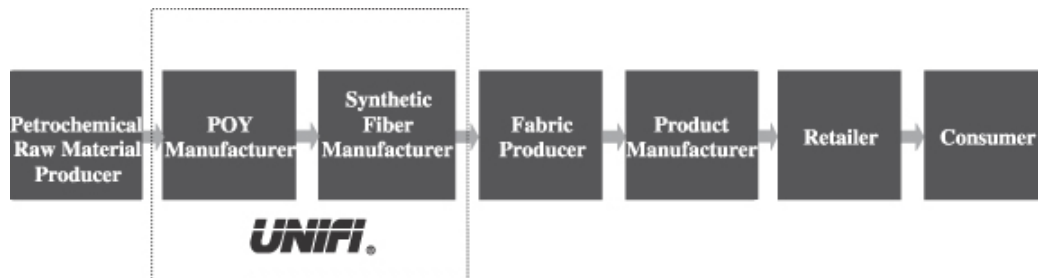 Petrochemical
Raw Material
Producer
POY
Manufacturer
Synthetic
Fiber
Manufacturer
Fabric
Producer
Product
Manufacturer
Retailer
Consumer
UNIFI®